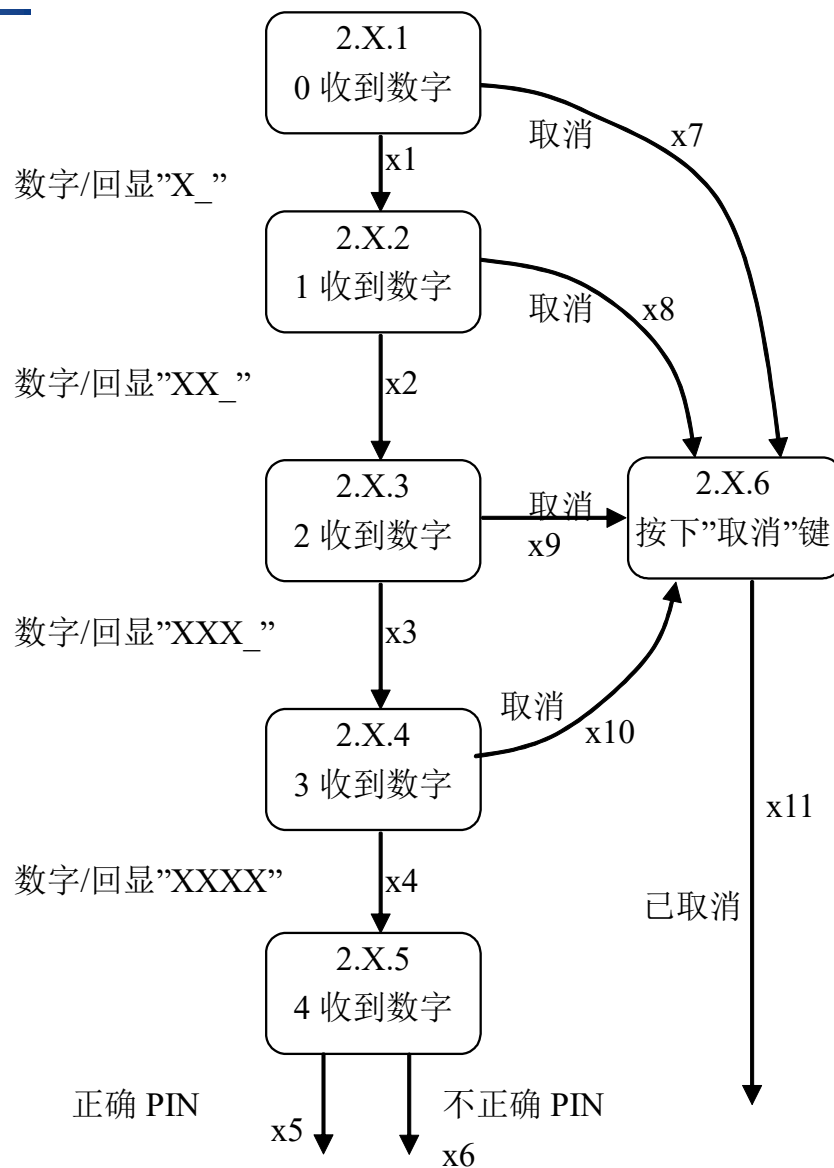 2.X.1
0 收到数字
取消
x7
x1
数字/回显”X_”
2.X.2
1 收到数字
取消
x8
数字/回显”XX_”
x2
2.X.3
2 收到数字
取消
x9
2.X.6
按下”取消”键
数字/回显”XXX_”
x3
2.X.4
3 收到数字
取消
x10
x11
数字/回显”XXXX”
x4
已取消
2.X.5
4 收到数字
正确 PIN
x5
不正确 PIN
x6